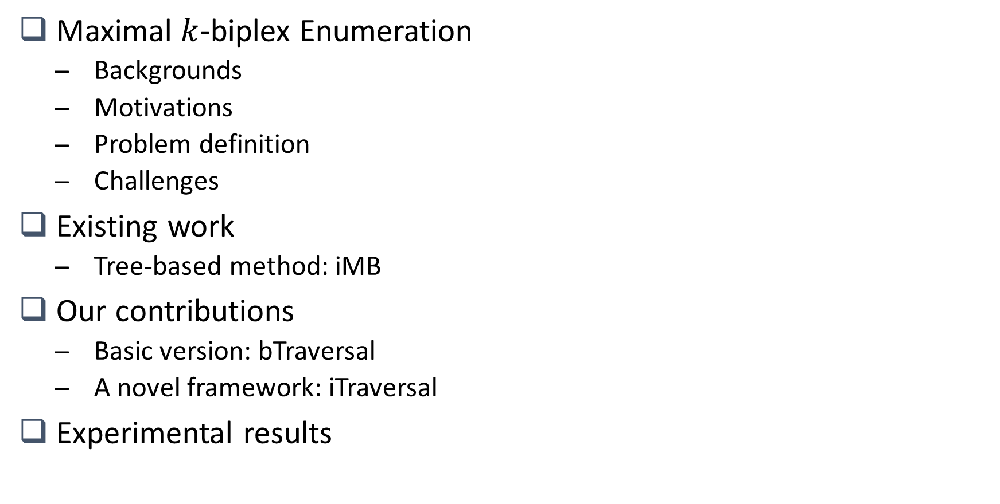 ❑ Maximal 𝑘-biplex Enumeration
– Backgrounds
– Motivations
– Problem definition
– Challenges
❑ Existing work
– Tree-based method: iMB
❑ Our contributions
– Basic version: bTraversal
– A novel framework: iTraversal
❑ Experimental results